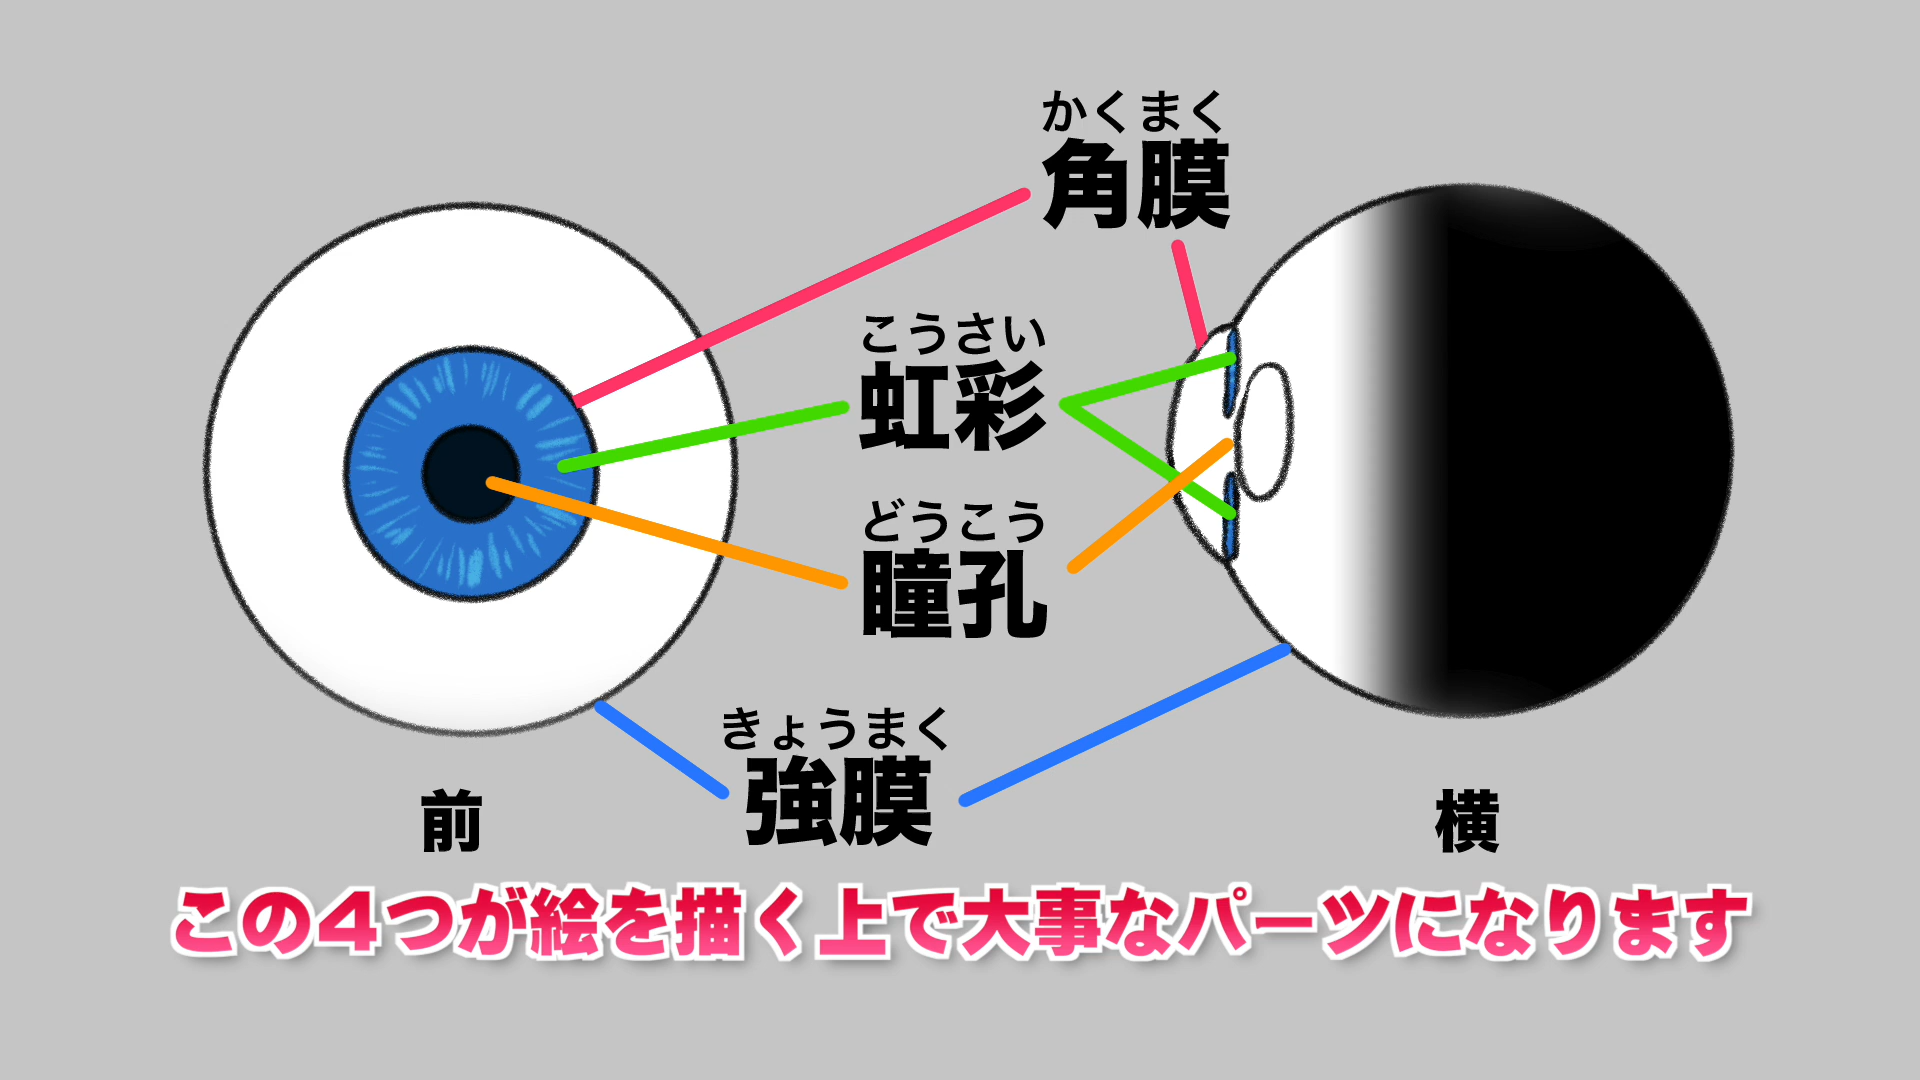 かくまく
角膜
こうさい
虹彩
どうこう
瞳孔
きょうまく
強膜
前
横
この４つが絵を描く上で大事なパーツになります